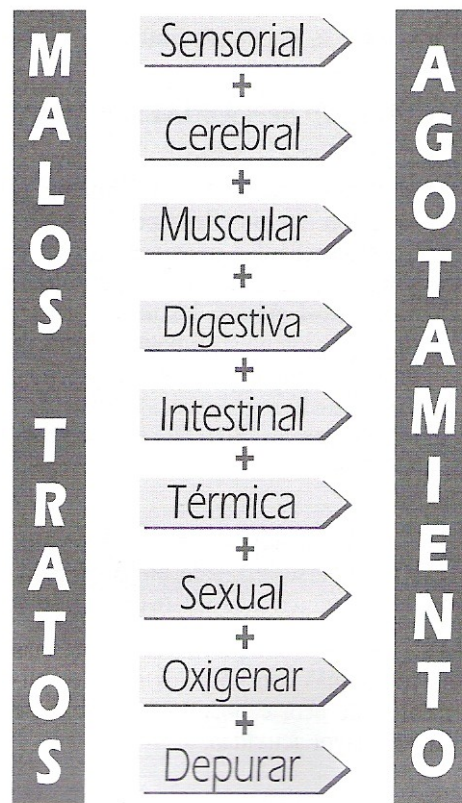 MALOS TRATOS
Sensorial
+
Cerebral
+
Muscular
+
Digestiva
+
Intestinal
+
Térmica
+
Sexual
+
Oxigenar
+
Depurar
AGOTAMIENTO